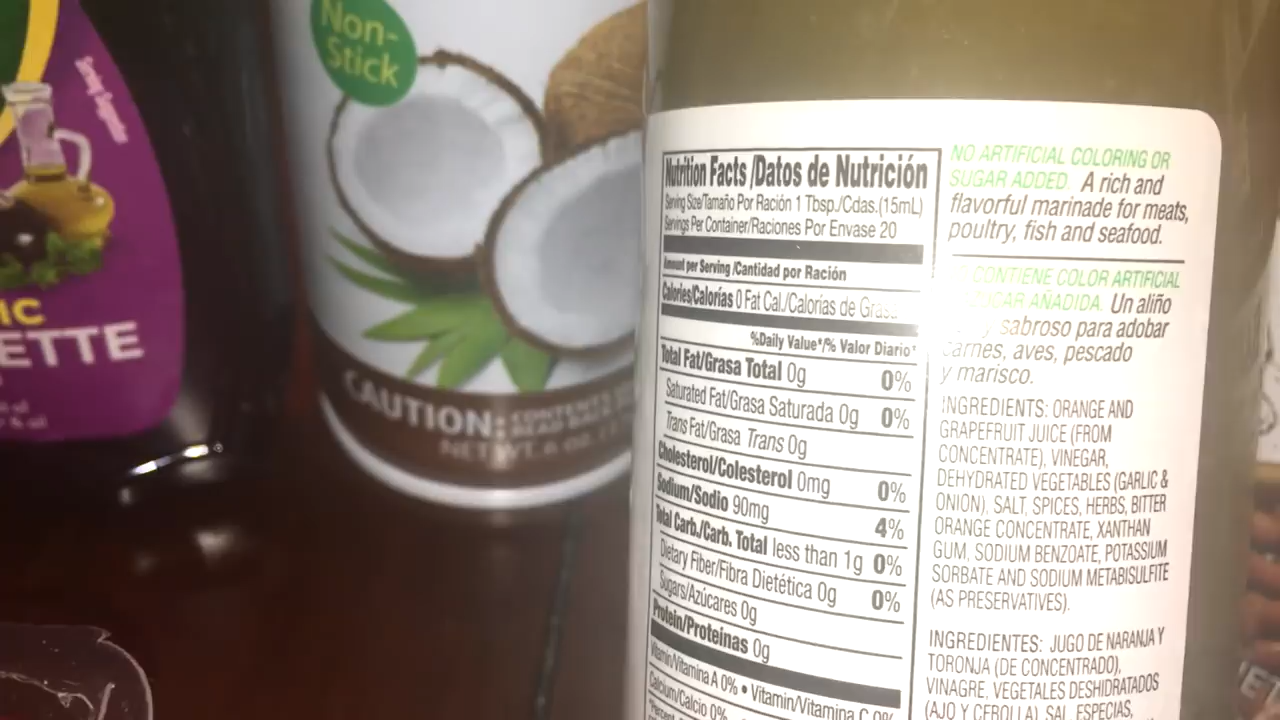 Non-
Stick
IC
ETTE
CAUTION:
NET WT.
Nutrition Facts /Datos de Nutrición
Serving Size/Tamaño Por Ración 1 Tbsp./Cdas.(15mL)
Servings Per Container/Raciones Por Envase 20
Amount per Serving /Cantidad por Ración
Calories/Calorías 0 Fat Cal./Calorías de Grasa
%Daily Value*/% Valor Diario*
Total Fat/Grasa Total 0g 0%
Saturated Fat/Grasa Saturada 0g 0%
Trans Fat/Grasa Trans 0g
Cholesterol/Colesterol 0mg 0%
Sodium/Sodio 90mg 4%
Total Carb./Carb. Total less than 1g 0%
Dietary Fiber/Fibra Dietética 0g 0%
Sugars/Azúcares 0g
Protein/Proteinas 0g
Vitamin/Vitamina A 0% • Vitamin/Vitamina C 0%
Calcium/Calcio 0%
*Percent
NO ARTIFICIAL COLORING OR
SUGAR ADDED. A rich and
flavorful marinade for meats,
poultry, fish and seafood.
CONTIENE COLOR ARTIFICIAL
AÑADIDA. Un aliño
y sabroso para adobar
carnes, aves, pescado
y marisco.
INGREDIENTS: ORANGE AND
GRAPEFRUIT JUICE (FROM
CONCENTRATE), VINEGAR,
DEHYDRATED VEGETABLES (GARLIC &
ONION), SALT, SPICES, HERBS, BITTER
ORANGE CONCENTRATE, XANTHAN
GUM, SODIUM BENZOATE, POTASSIUM
SORBATE AND SODIUM METABISULFITE
(AS PRESERVATIVES).
INGREDIENTES: JUGO DE NARANJA Y
TORONJA (DE CONCENTRADO),
VINAGRE, VEGETALES DESHIDRATADOS
(AJO Y CEBOLLA), SAL, ESPECIAS,